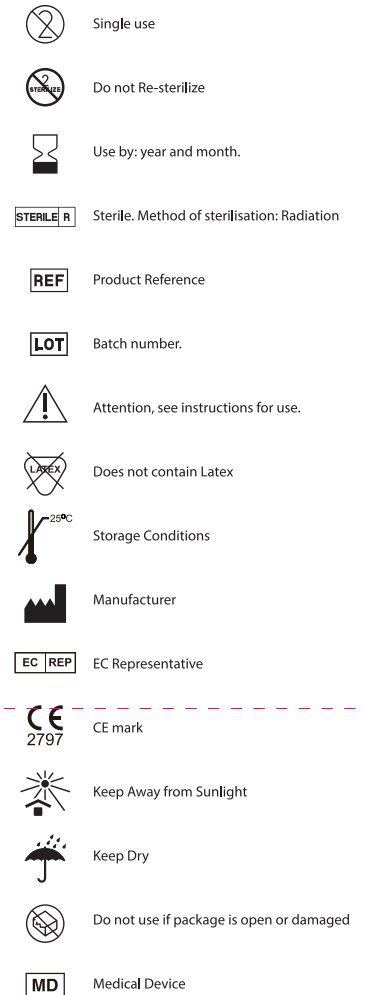 2 Single use
2 STERILIZE Do not Re-sterilize
Use by: year and month.
STERILE R Sterile. Method of sterilisation: Radiation
REF Product Reference
LOT Batch number.
! Attention, see instructions for use.
LATEX Does not contain Latex
25°C Storage Conditions
Manufacturer
EC REP EC Representative
CE 2797 CE mark
Keep Away from Sunlight
Keep Dry
Do not use if package is open or damaged
MD Medical Device